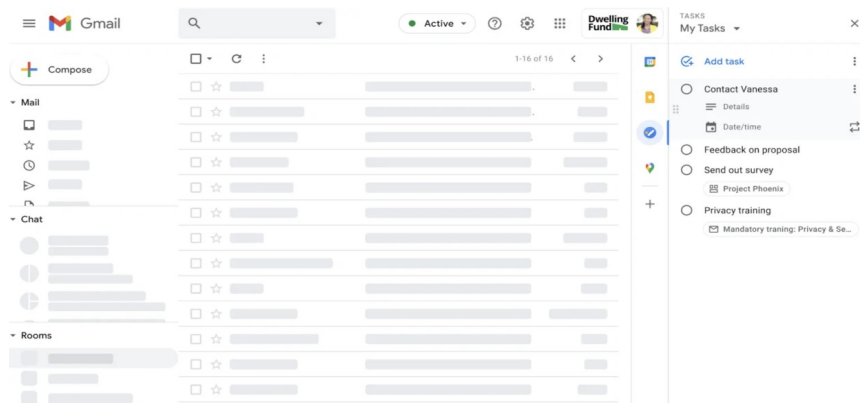 Gmail
Active
Dwelling
Fund
Compose
Mail
Chat
Rooms
1-16 of 16
TASKS
My Tasks
Add task
Contact Vanessa
Details
Date/time
Feedback on proposal
Send out survey
Project Phoenix
Privacy training
Mandatory traning: Privacy & Se...